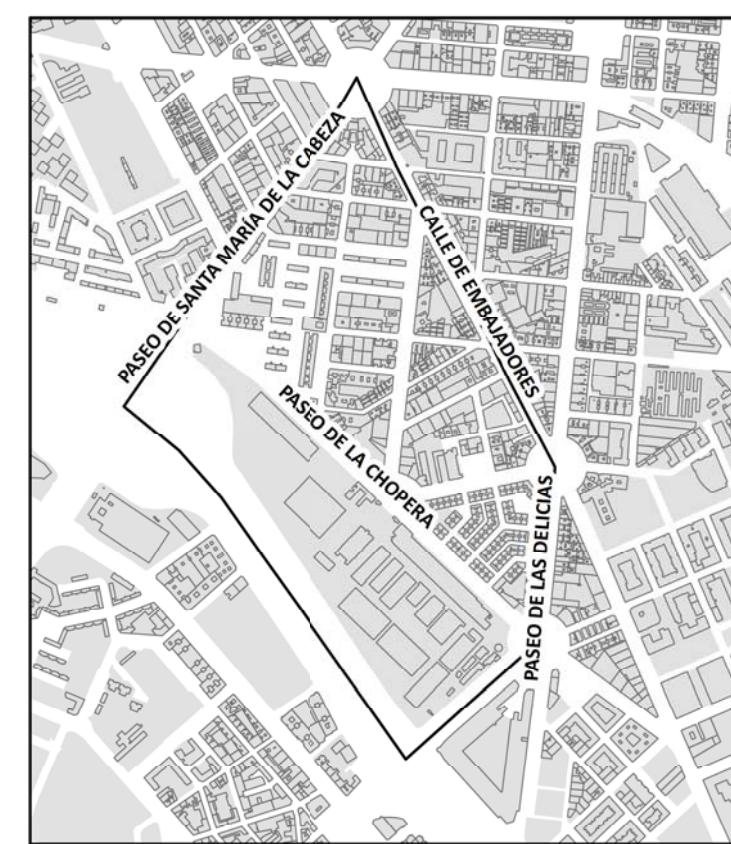 PASEO DE SANTA MARÍA DE LA CABEZA
CALLE DE EMBAJADORES
PASEO DE LA CHOPERA
PASEO DE LAS DELICIAS